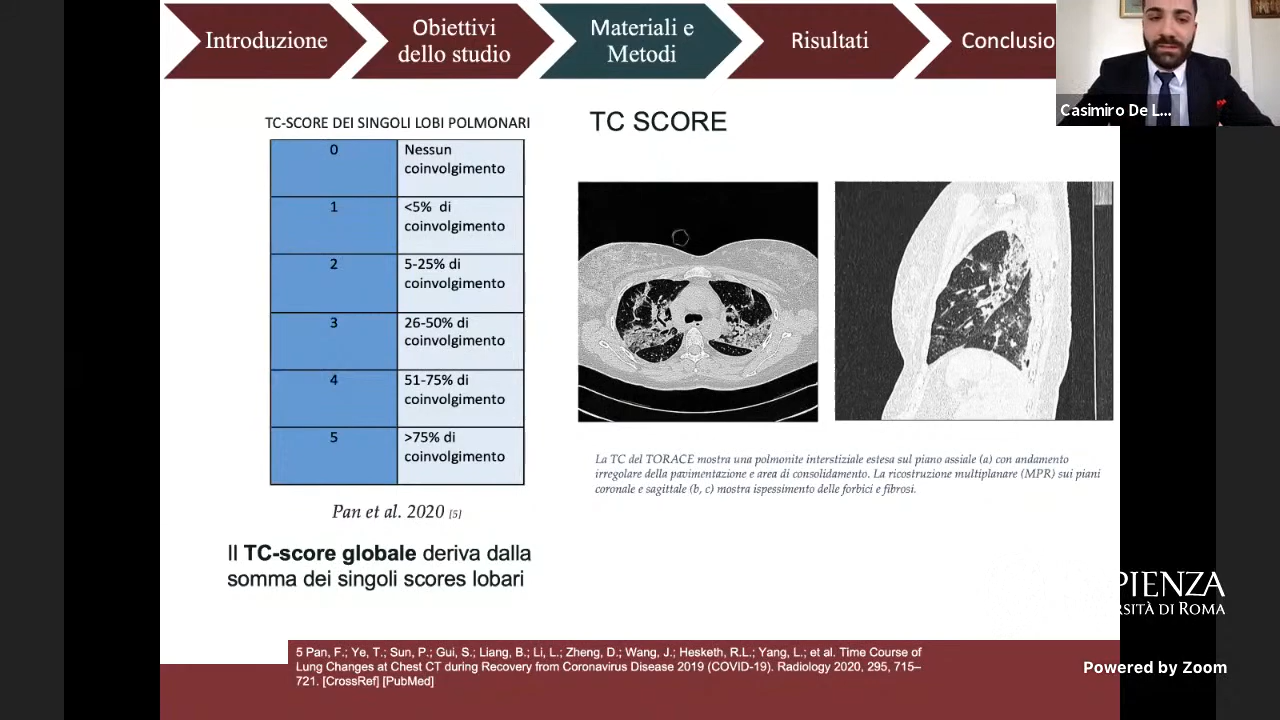 Introduzione
Obiettivi
dello studio
Materiali e
Metodi
Risultati
Conclusio
Casimiro De L...
TC-SCORE DEI SINGOLI LOBI POLMONARI
0 Nessun
coinvolgimento
1 <5% di
coinvolgimento
2 5-25% di
coinvolgimento
3 26-50% di
coinvolgimento
4 51-75% di
coinvolgimento
5 >75% di
coinvolgimento
Pan et al. 2020 [5]
Il TC-score globale deriva dalla
somma dei singoli scores lobari
TC SCORE
La TC del TORACE mostra una polmonite interstiziale estesa sul piano assiale (a) con andamento
irregolare della pavimentazione e area di consolidamento. La ricostruzione multiplanare (MPR) sui piani
coronale e sagittale (b, c) mostra ispessimento delle forbici e fibrosi.
PIENZA
RSITÀ DI ROMA
5 Pan, F.; Ye, T.; Sun, P.; Gui, S.; Liang, B.; Li, L.; Zheng, D.; Wang, J.; Hesketh, R.L.; Yang, L.; et al. Time Course of
Lung Changes at Chest CT during Recovery from Coronavirus Disease 2019 (COVID-19). Radiology 2020, 295, 715–
721. [CrossRef] [PubMed]
Powered by Zoom